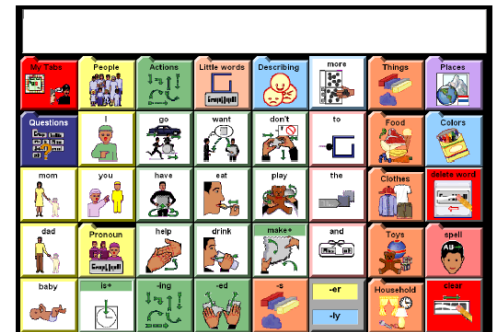 My Tabs People Actions Little words Describing more Things Places
Questions I go want don't to Food Colors
mom you have eat play the Clothes delete word
dad Pronoun help drink make+ and Toys spell
baby is+ -ing -ed -s -er Household clear
-ly